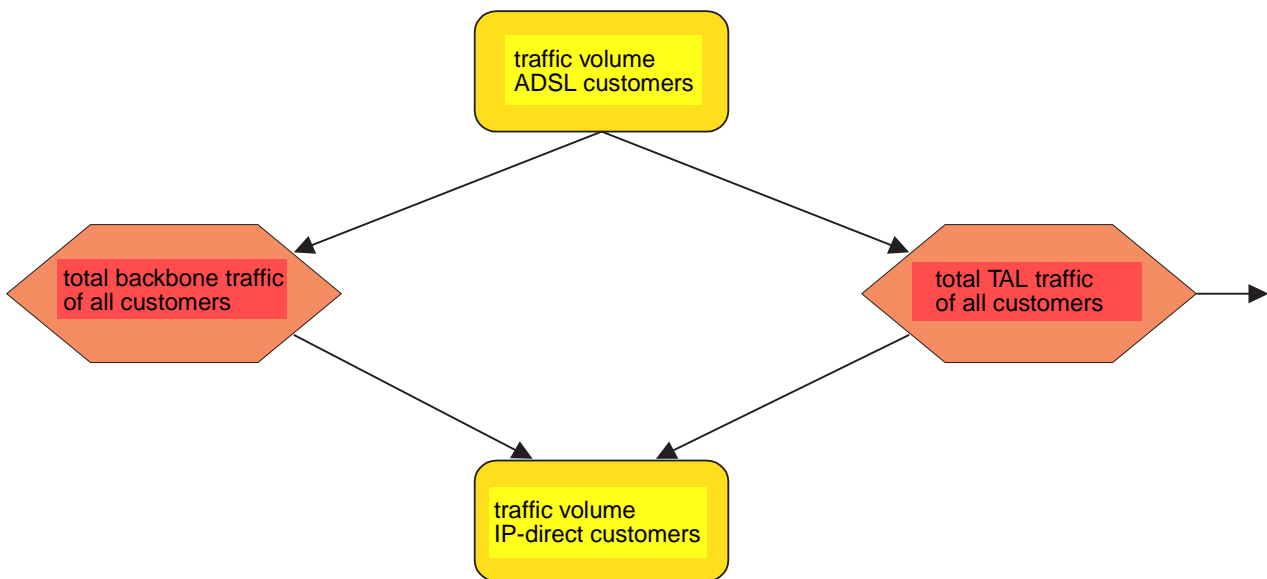 traffic volume
ADSL customers
total backbone traffic
of all customers
total TAL traffic
of all customers
traffic volume
IP-direct customers